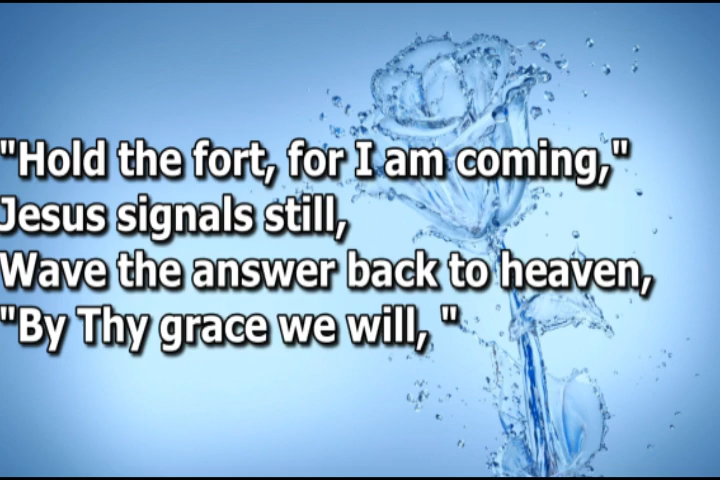 "Hold the fort, for I am coming,"
Jesus signals still,
Wave the answer back to heaven,
"By Thy grace we will, "